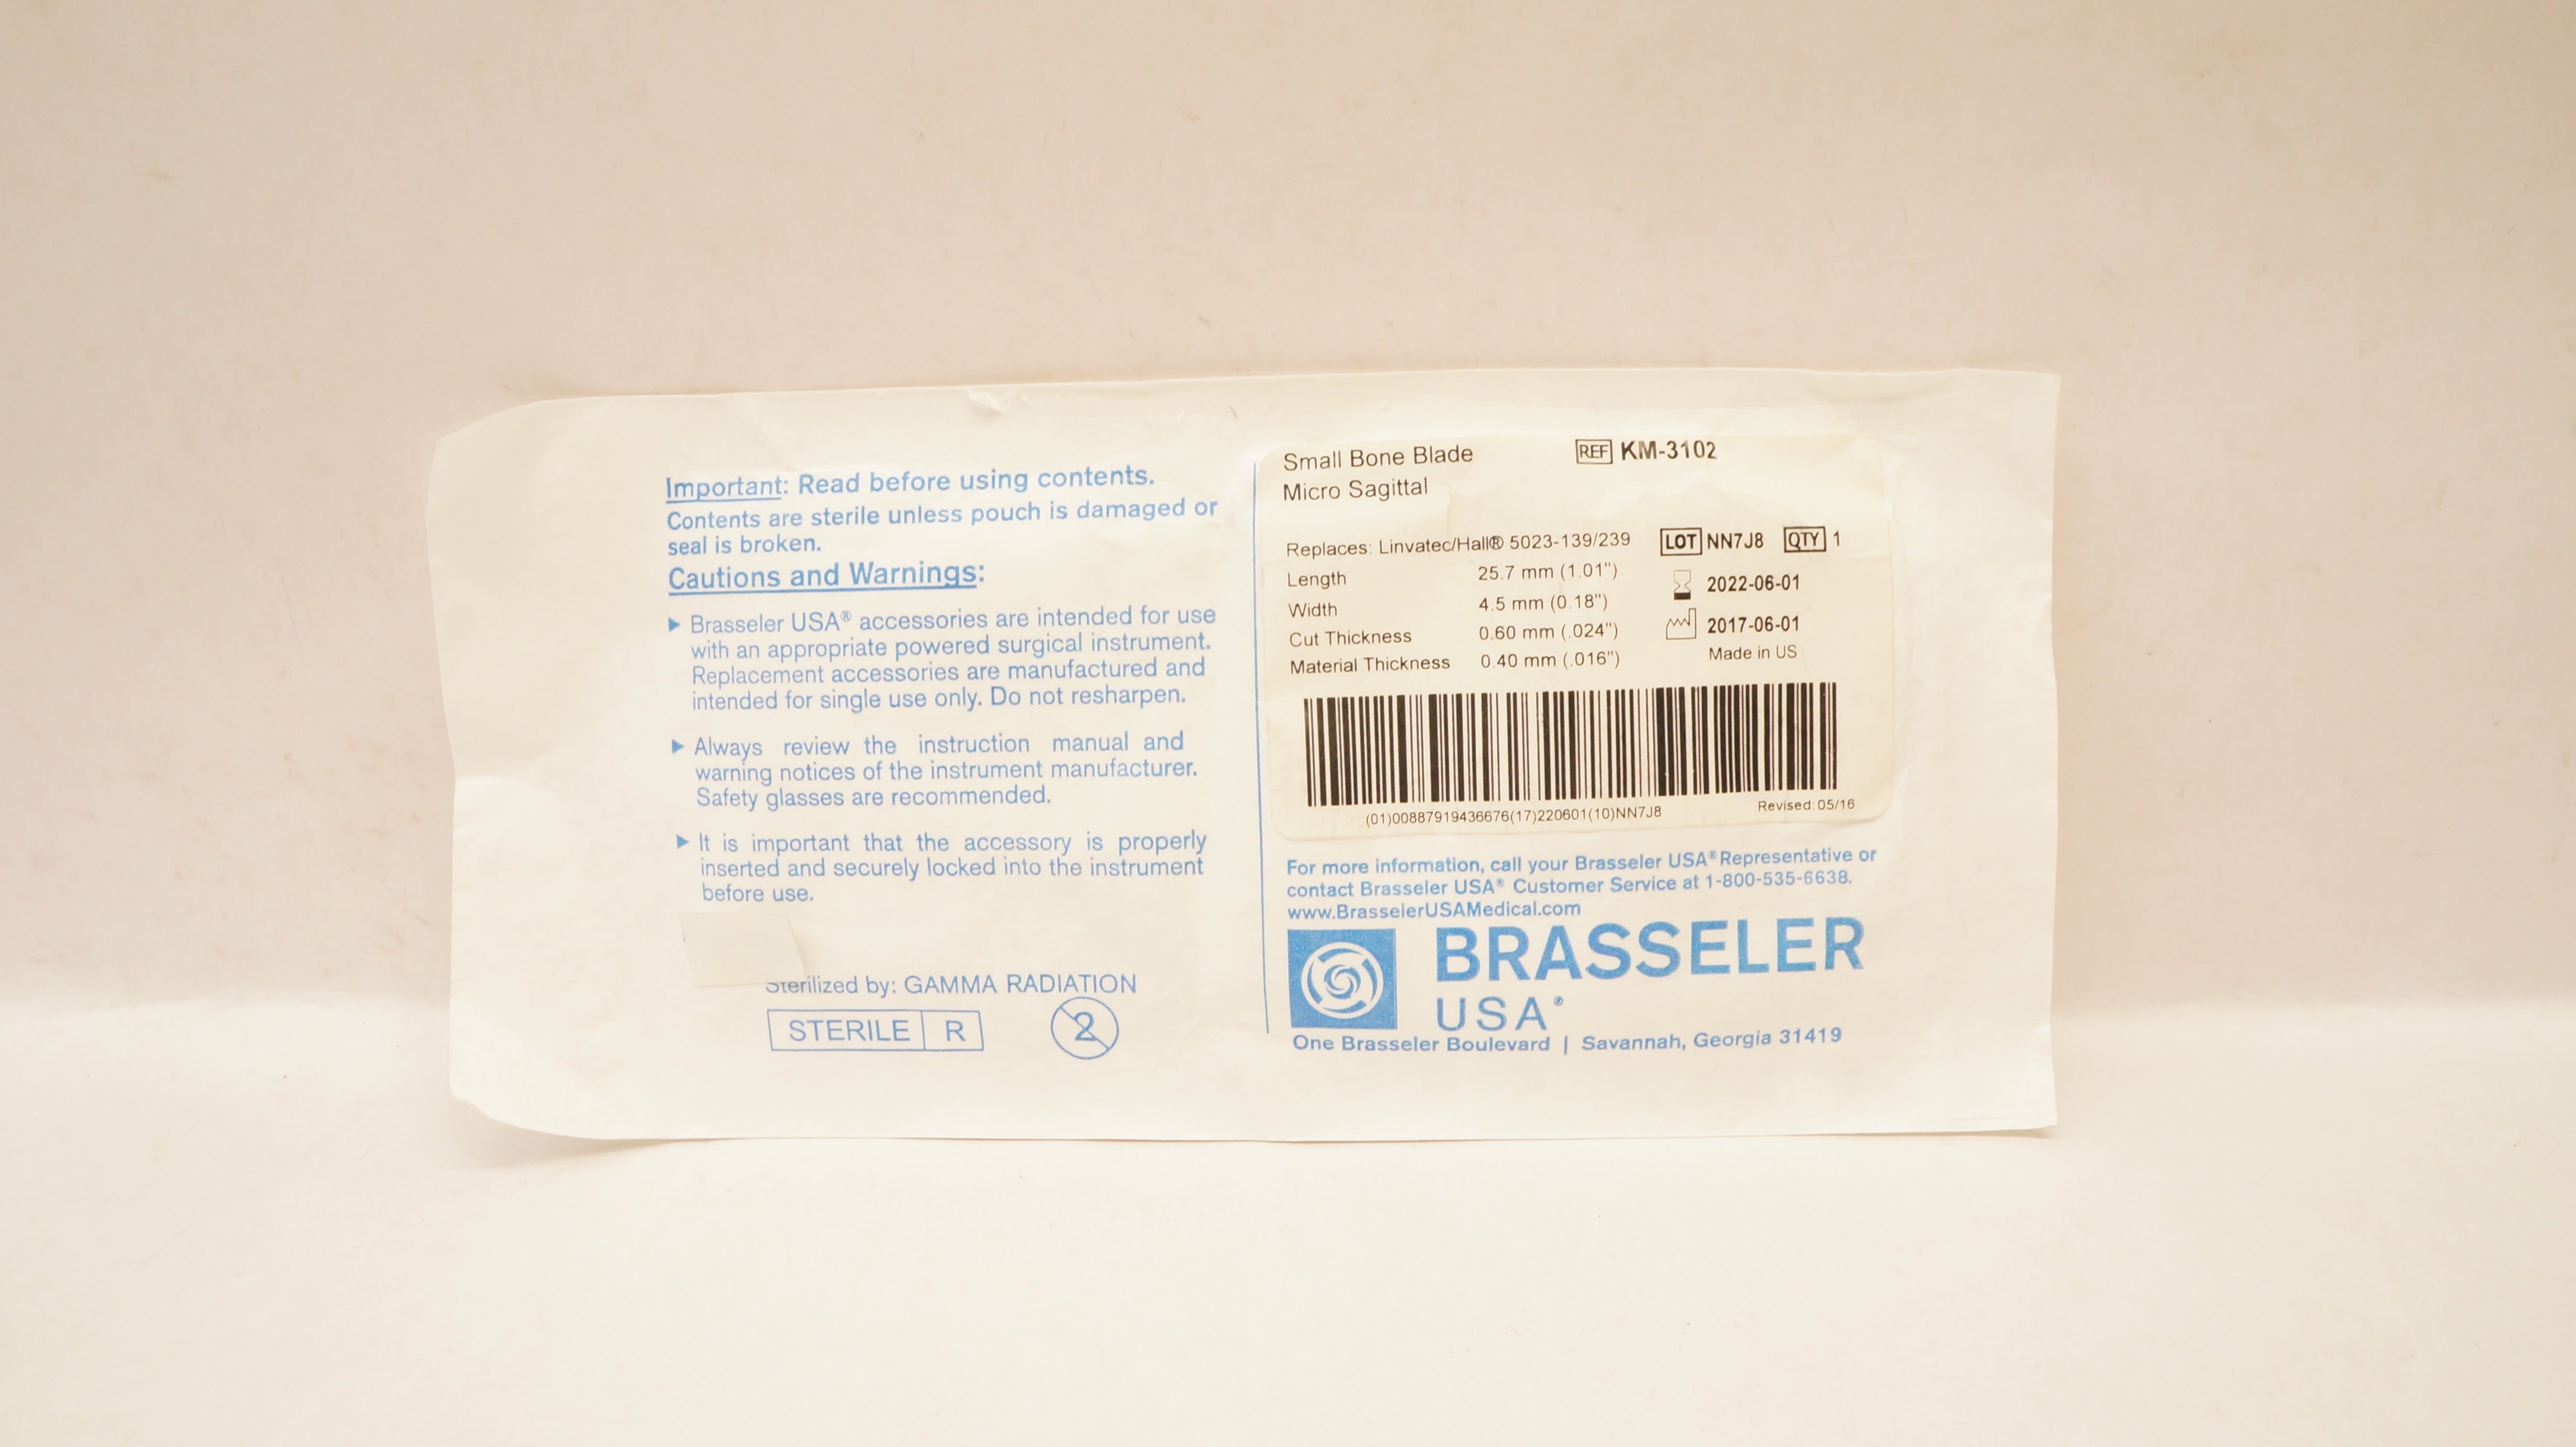 Important: Read before using contents.
Contents are sterile unless pouch is damaged or
seal is broken.
Cautions and Warnings:
▶ Brasseler USA® accessories are intended for use
with an appropriate powered surgical instrument.
Replacement accessories are manufactured and
intended for single use only. Do not resharpen.
▶ Always review the instruction manual and
warning notices of the instrument manufacturer.
Safety glasses are recommended.
▶ It is important that the accessory is properly
inserted and securely locked into the instrument
before use.
Sterilized by: GAMMA RADIATION
STERILE R
2
Small Bone Blade
REF KM-3102
Micro Sagittal
Replaces: Linvatec/Hall® 5023-139/239
LOT NN7J8 QTY 1
Length 25.7 mm (1.01")
2022-06-01
Width 4.5 mm (0.18")
Cut Thickness 0.60 mm (.024")
2017-06-01
Material Thickness 0.40 mm (.016")
Made in US
(01)00887919436676(17)220601(10)NN7J8
Revised: 05/16
For more information, call your Brasseler USA® Representative or
contact Brasseler USA® Customer Service at 1-800-535-6638.
www.BrasselerUSAMedical.com
BRASSELER
USA®
One Brasseler Boulevard | Savannah, Georgia 31419